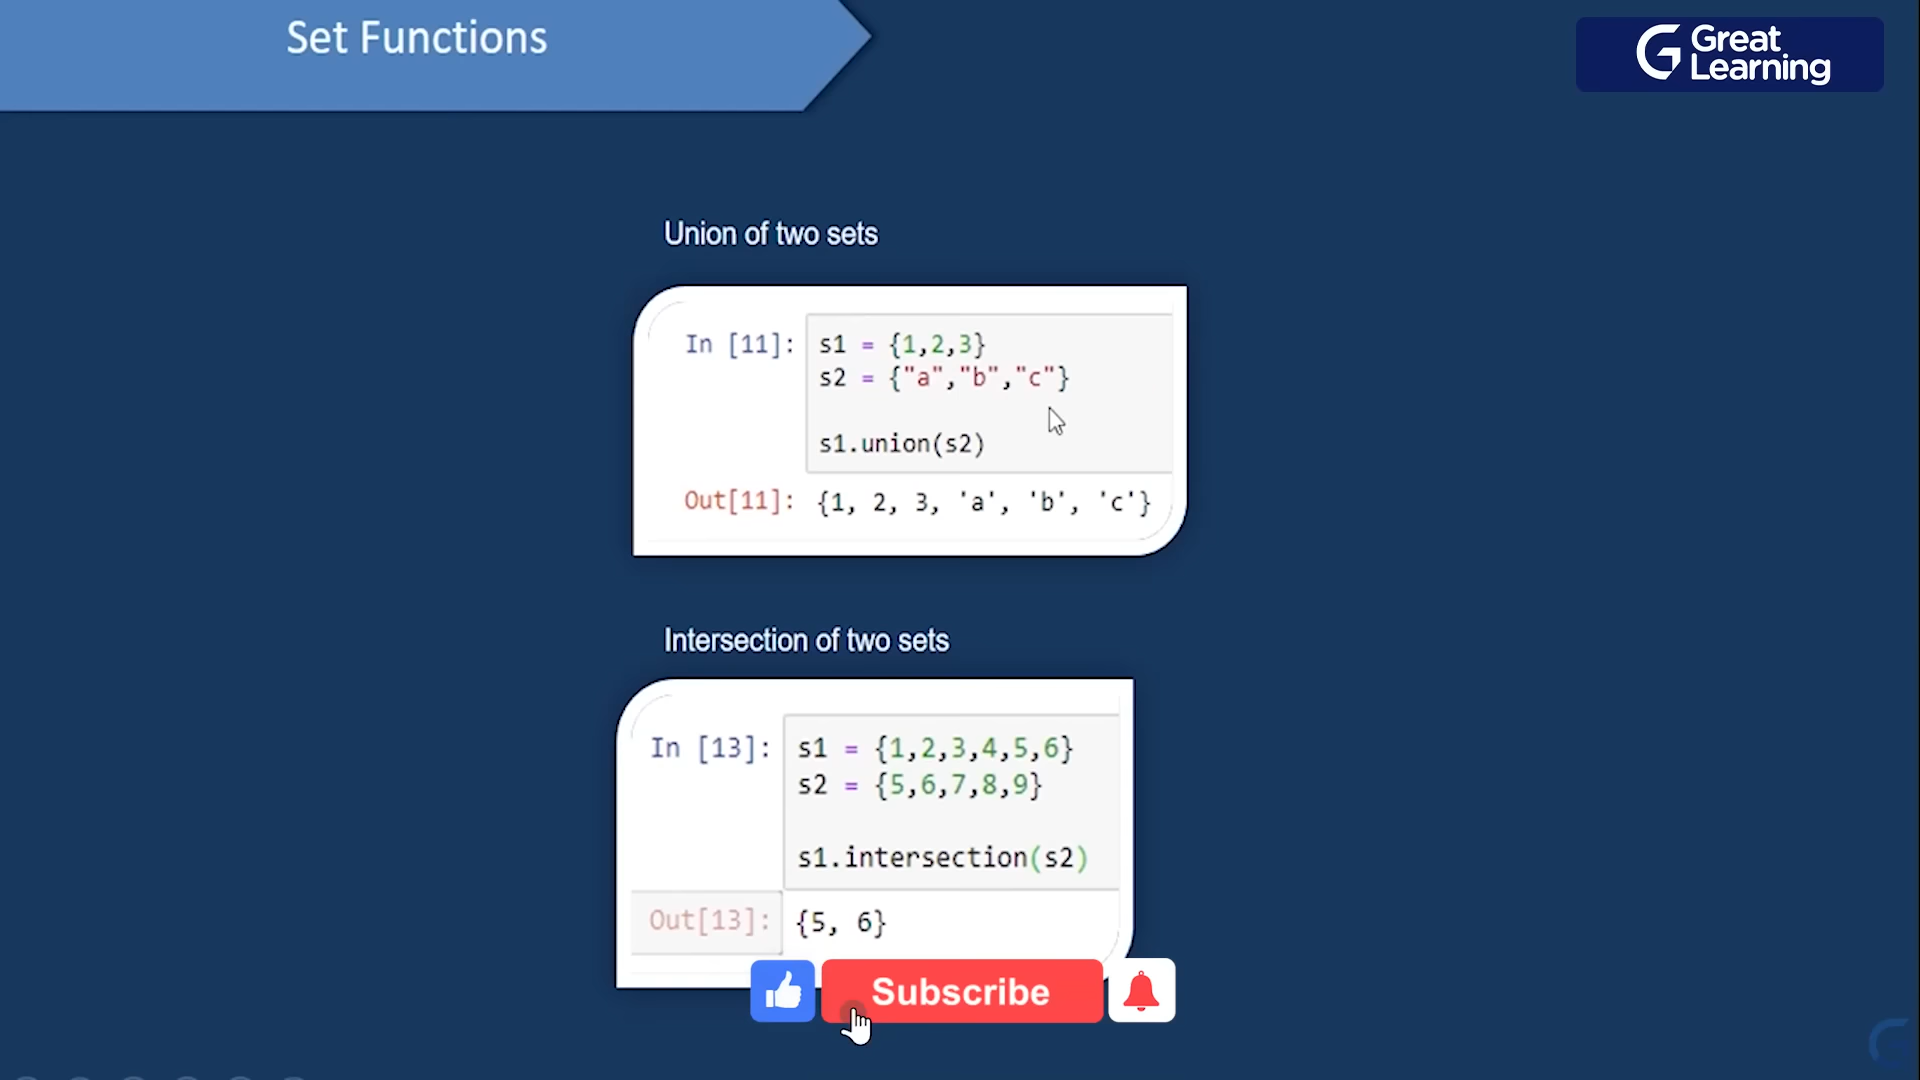 Set Functions
Great
Learning
Union of two sets
In [11]: s1 = {1,2,3}
s2 = {"a","b","c"}
s1.union(s2)
Out[11]: {1, 2, 3, 'a', 'b', 'c'}
Intersection of two sets
In [13]: s1 = {1,2,3,4,5,6}
s2 = {5,6,7,8,9}
s1.intersection(s2)
Out[13]: {5, 6}
Subscribe